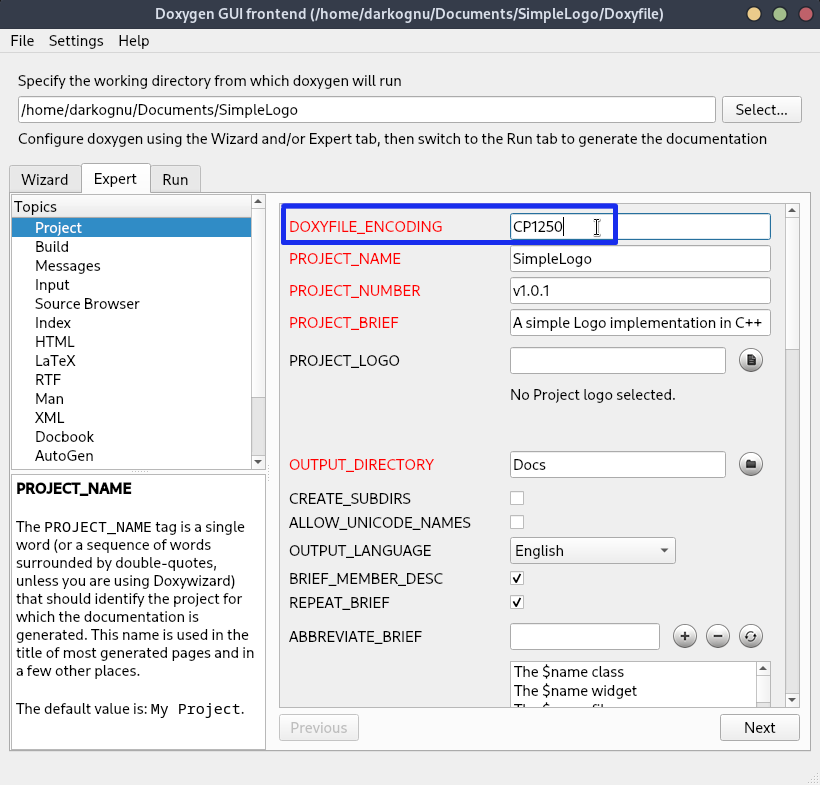 Doxygen GUI frontend (/home/darkognu/Documents/SimpleLogo/Doxyfile)
File Settings Help
Specify the working directory from which doxygen will run
/home/darkognu/Documents/SimpleLogo Select...
Configure doxygen using the Wizard and/or Expert tab, then switch to the Run tab to generate the documentation
Wizard Expert Run
Topics
Project
Build
Messages
Input
Source Browser
Index
HTML
LaTeX
RTF
Man
XML
Docbook
AutoGen
PROJECT_NAME
The PROJECT_NAME tag is a single
word (or a sequence of words
surrounded by double-quotes,
unless you are using Doxywizard)
that should identify the project for
which the documentation is
generated. This name is used in the
title of most generated pages and in
a few other places.
The default value is: My Project.
DOXYFILE_ENCODING CP1250
PROJECT_NAME SimpleLogo
PROJECT_NUMBER v1.0.1
PROJECT_BRIEF A simple Logo implementation in C++
PROJECT_LOGO
No Project logo selected.
OUTPUT_DIRECTORY Docs
CREATE_SUBDIRS
ALLOW_UNICODE_NAMES
OUTPUT_LANGUAGE English
BRIEF_MEMBER_DESC
REPEAT_BRIEF
ABBREVIATE_BRIEF
The $name class
The $name widget
Previous Next